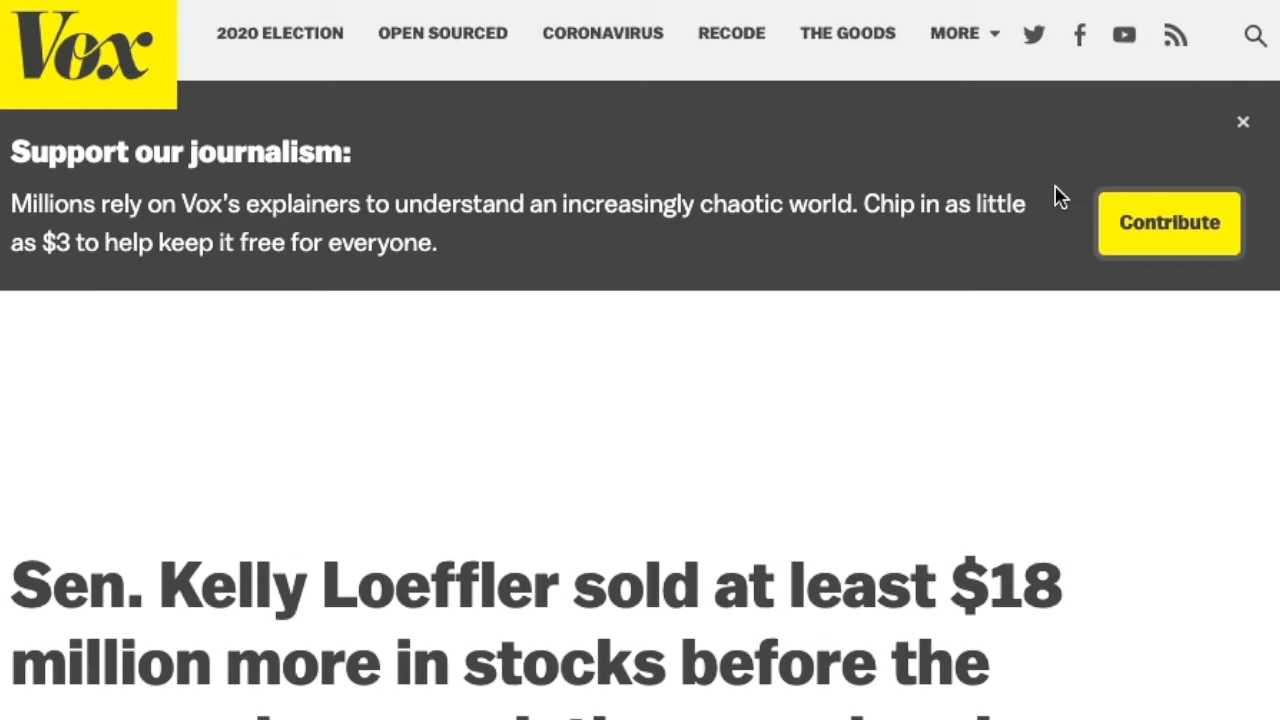 Vox
2020 ELECTION OPEN SOURCED CORONAVIRUS RECODE THE GOODS MORE
Support our journalism:
Millions rely on Vox's explainers to understand an increasingly chaotic world. Chip in as little
as $3 to help keep it free for everyone.
Contribute
Sen. Kelly Loeffler sold at least $18
million more in stocks before the